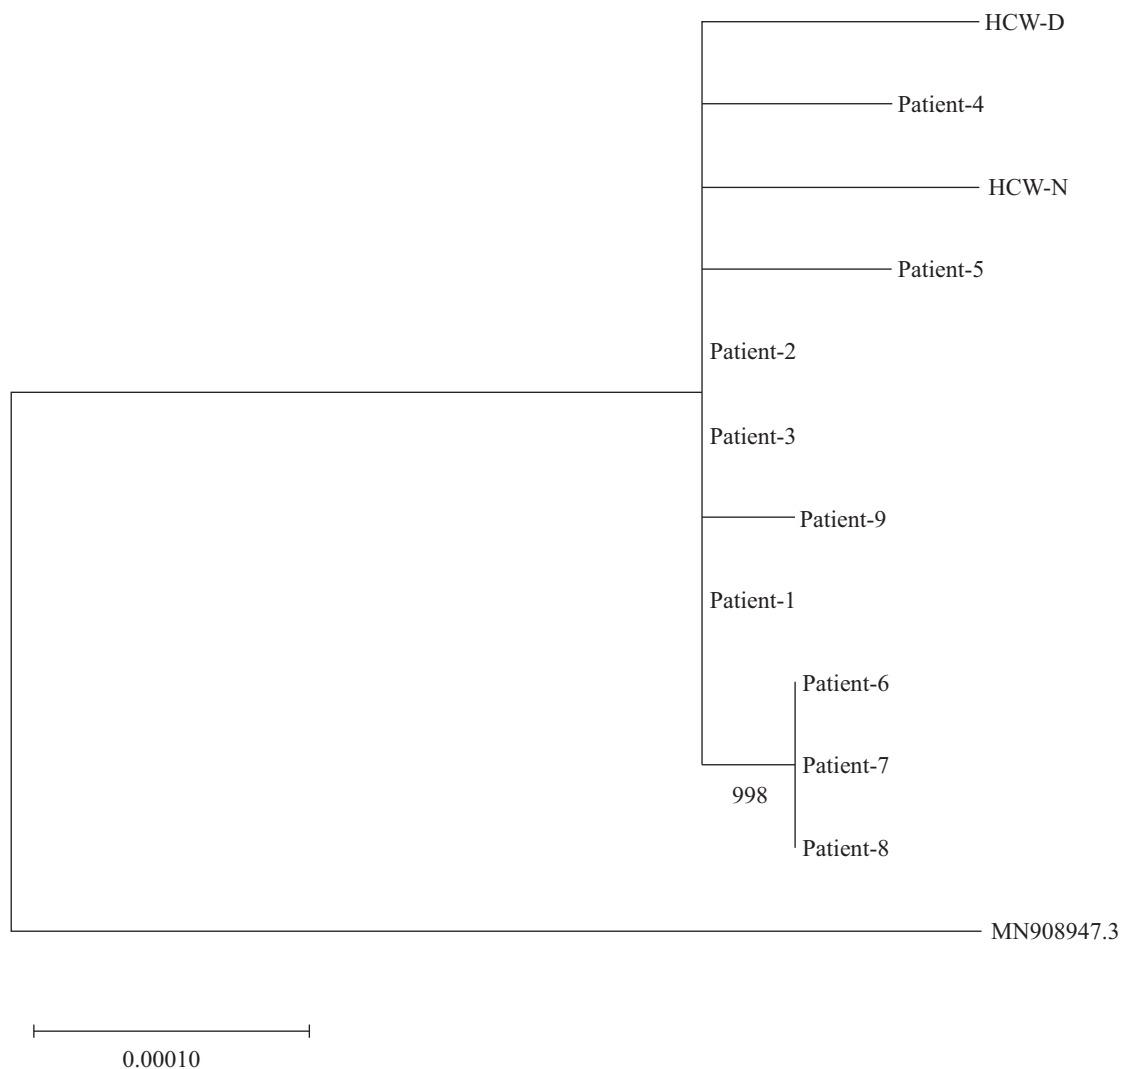 HCW-D
Patient-4
HCW-N
Patient-5
Patient-2
Patient-3
Patient-9
Patient-1
Patient-6
Patient-7
998
Patient-8
MN908947.3
0.00010